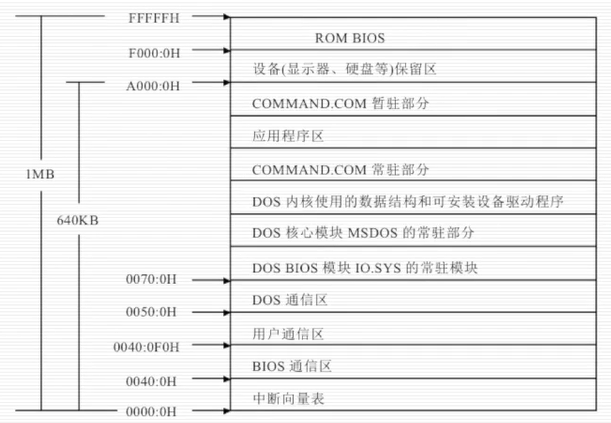 FFFFFH
ROM BIOS
F000:0H
设备(显示器、硬盘等)保留区
A000:0H
COMMAND.COM 暂驻部分
应用程序区
COMMAND.COM 常驻部分
1MB
DOS 内核使用的数据结构和可安装设备驱动程序
640KB
DOS 核心模块 MSDOS 的常驻部分
DOS BIOS 模块 IO.SYS 的常驻模块
0070:0H
DOS 通信区
0050:0H
用户通信区
0040:0F0H
BIOS 通信区
0040:0H
中断向量表
0000:0H